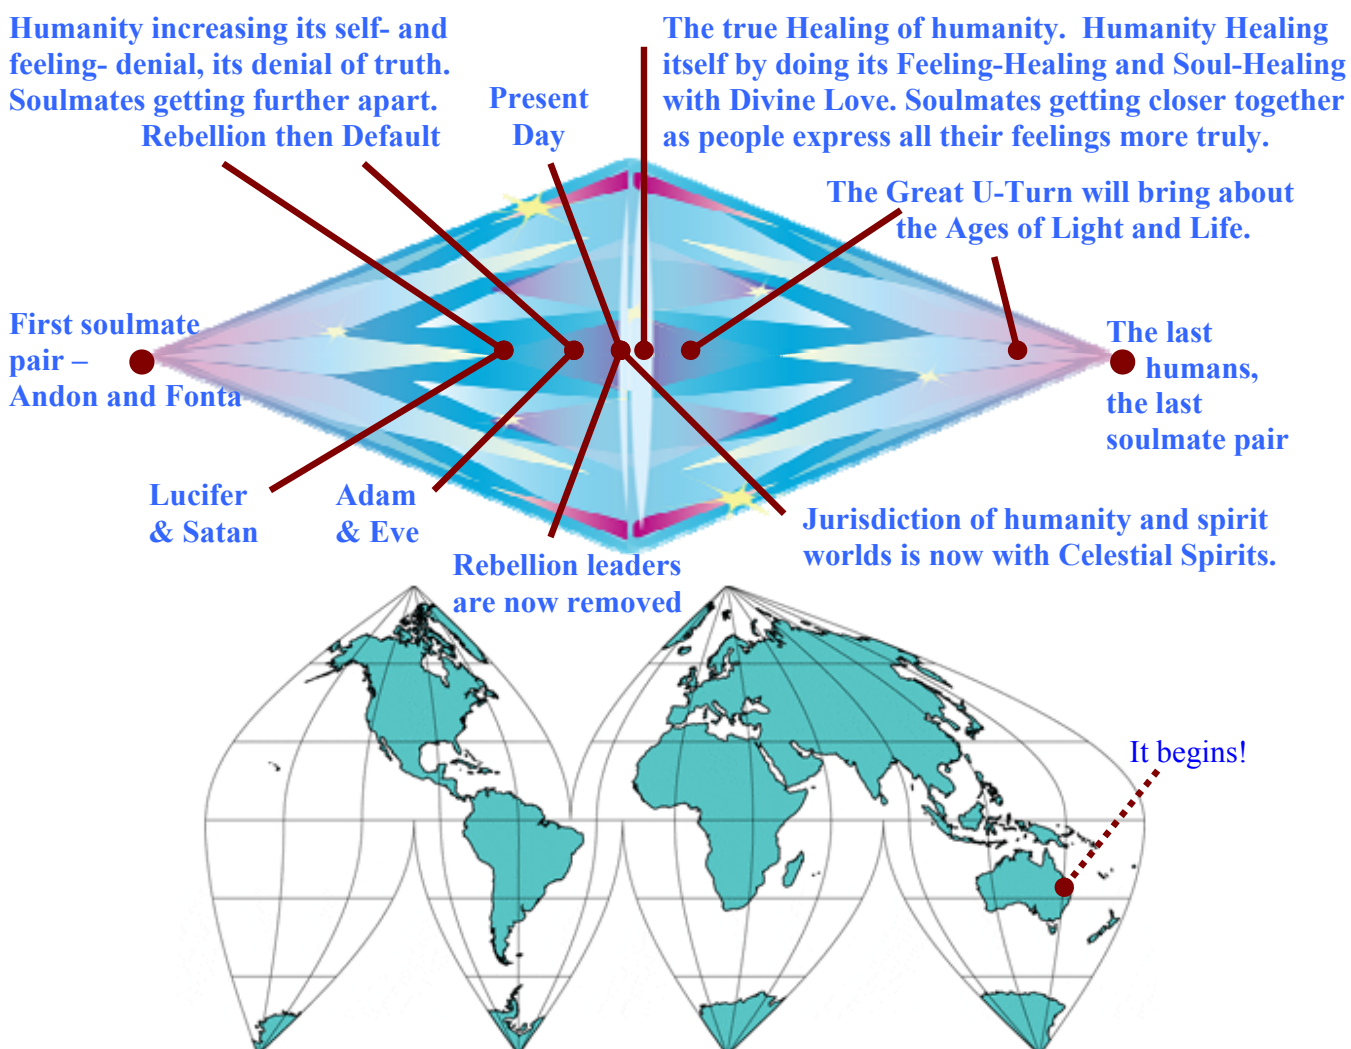 Humanity increasing its self- and
feeling- denial, its denial of truth.
Soulmates getting further apart.
Rebellion then Default
Present
Day
The true Healing of humanity.  Humanity Healing
itself by doing its Feeling-Healing and Soul-Healing
with Divine Love. Soulmates getting closer together
as people express all their feelings more truly.
The Great U-Turn will bring about
the Ages of Light and Life.
First soulmate
pair –
Andon and Fonta
The last
humans,
the last
soulmate pair
Lucifer
& Satan
Adam
& Eve
Rebellion leaders
are now removed
Jurisdiction of humanity and spirit
worlds is now with Celestial Spirits.
It begins!